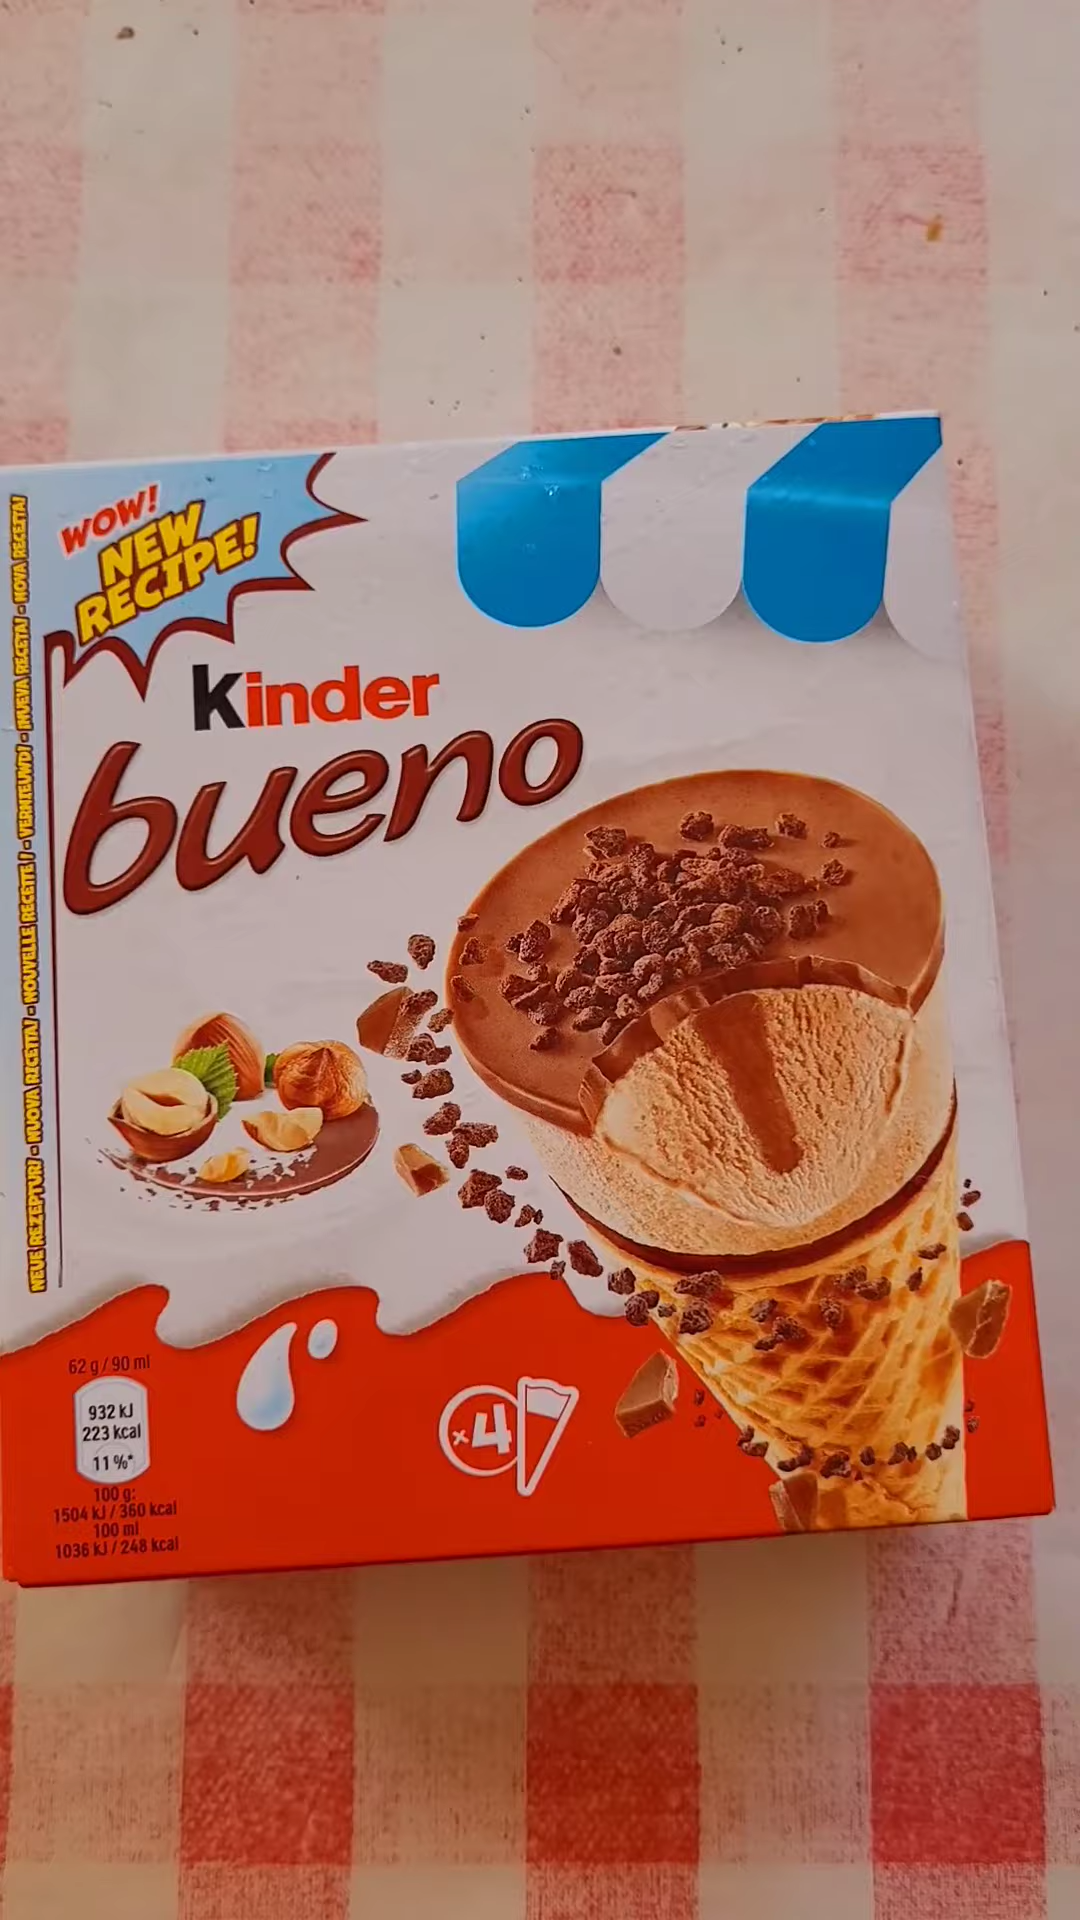 WOW!
NEW
RECIPE!
NEUE REZEPTUR! - NUOVA RICETTA! - NOUVELLE RECETTE! - VERNIEUWD! - ¡NUEVA RECETA! - NOVA RECEITA!
kinder
bueno
62 g / 90 ml
932 kJ
223 kcal
11 %*
100 g:
1504 kJ / 360 kcal
100 ml
1036 kJ / 248 kcal
×4